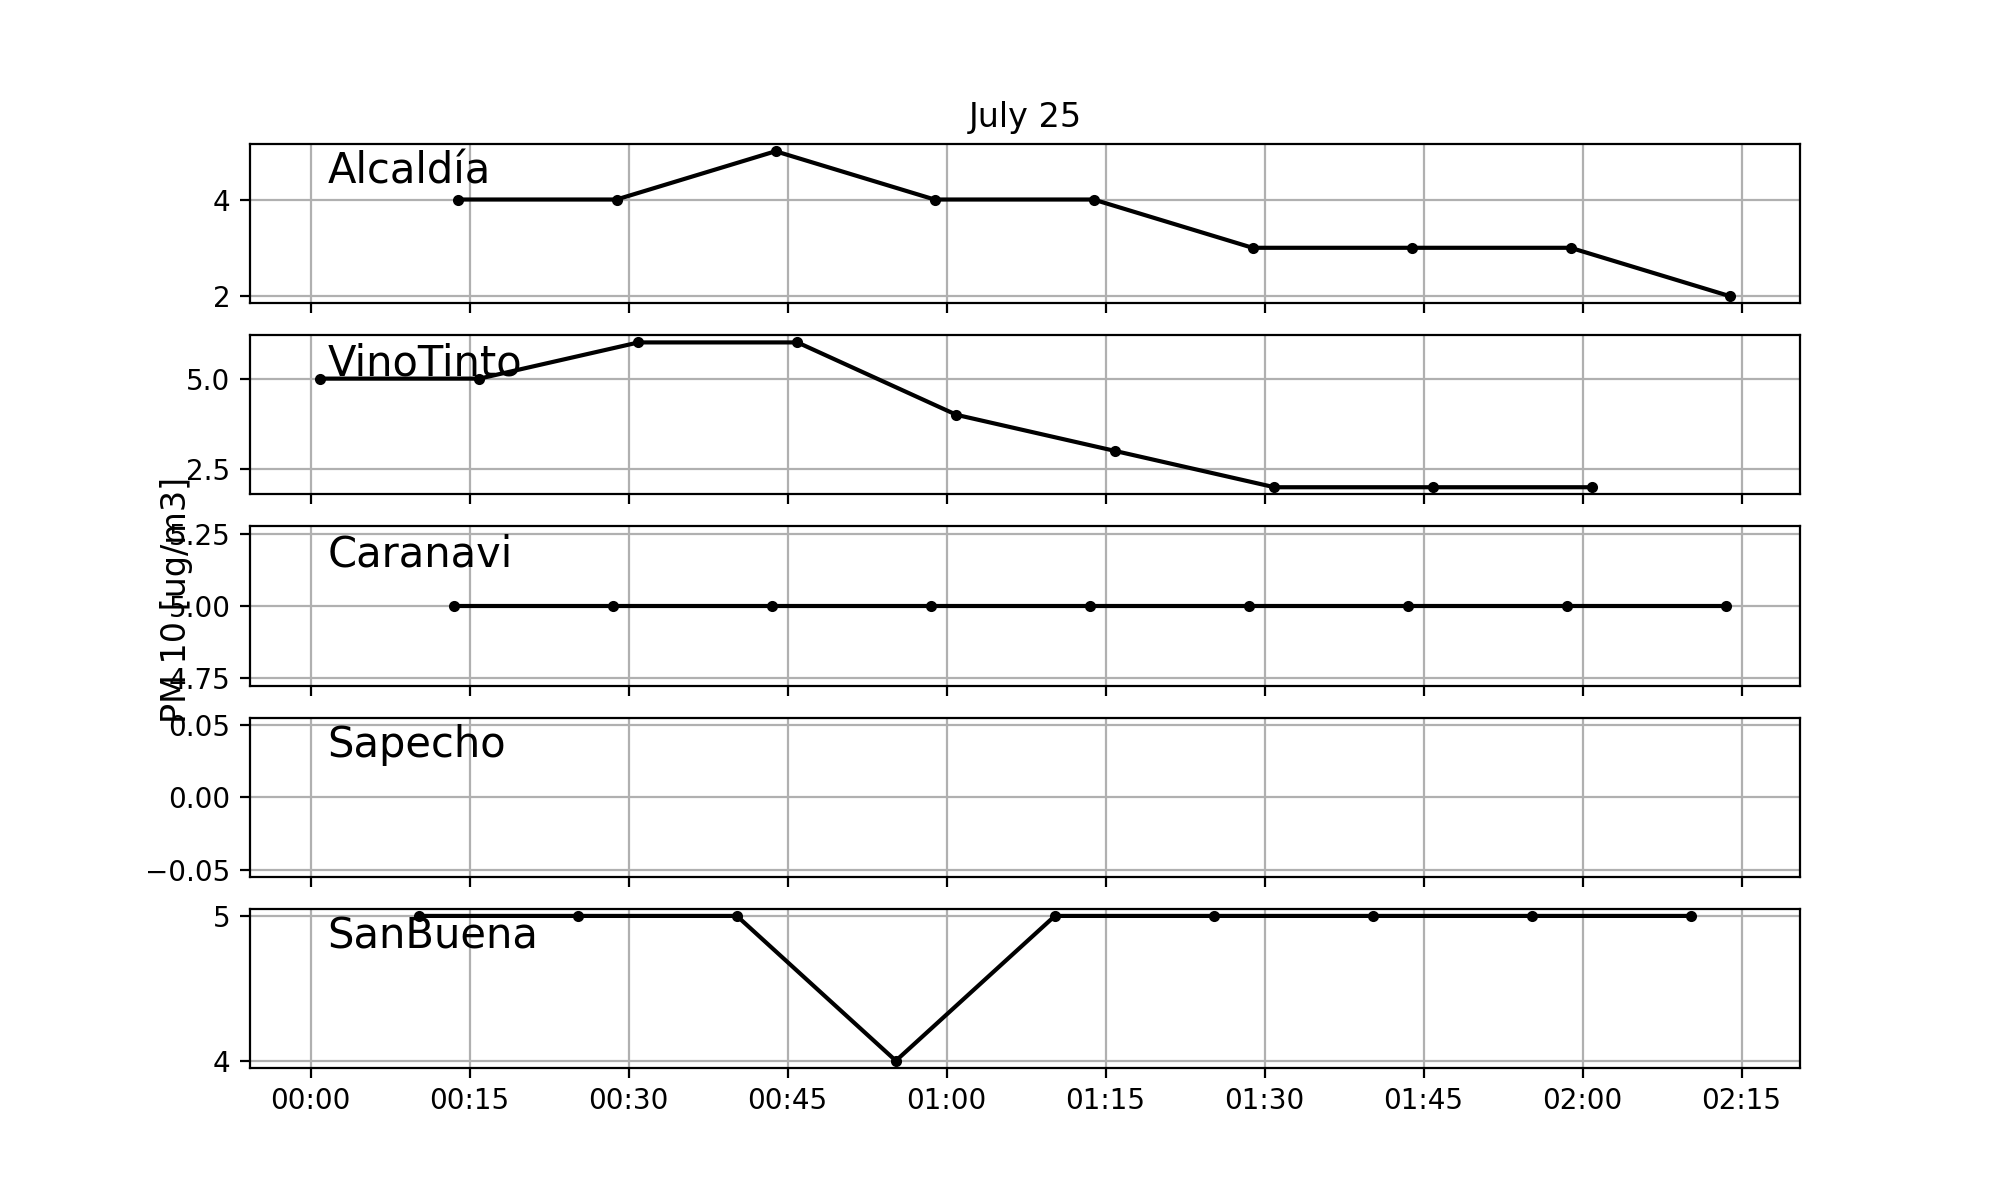 July 25
Alcaldía
4
2
VinoTinto
5.0
2.5
PM 10 [ug/m3]
5.25
Caranavi
5.00
4.75
0.05
Sapecho
0.00
−0.05
5
SanBuena
4
00:00 00:15 00:30 00:45 01:00 01:15 01:30 01:45 02:00 02:15